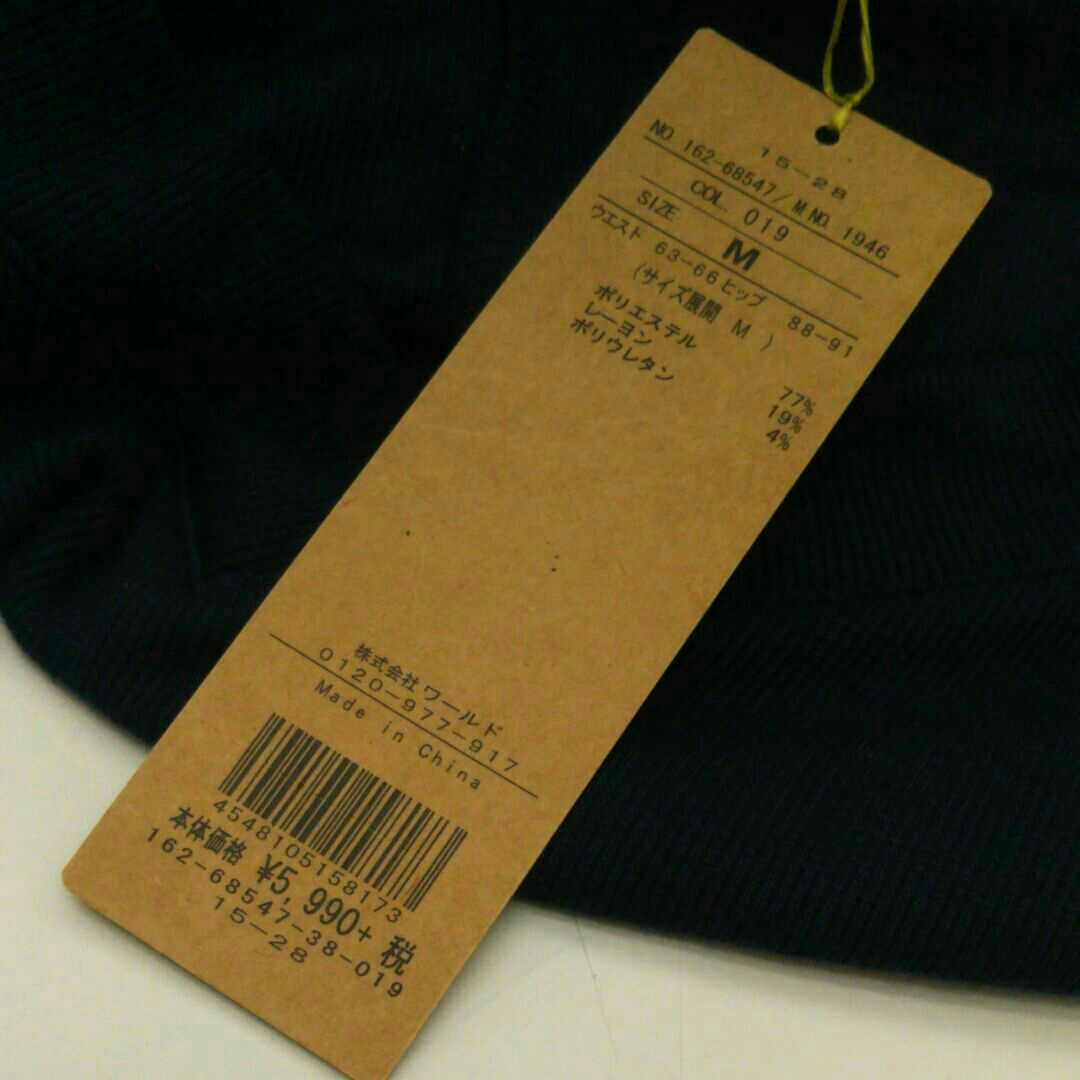 15-28
NO. 162-68547/ M.NO. 1946
COL. 019
SIZE M
ウエスト 63-66 ヒップ 88-91
(サイズ展開 M )
ポリエステル 77%
レーヨン 19%
ポリウレタン 4%
株式会社ワールド
0120-977-917
Made in China
4548105158173
本体価格 ¥5,990+ 税
162-68547-38-019
15-28